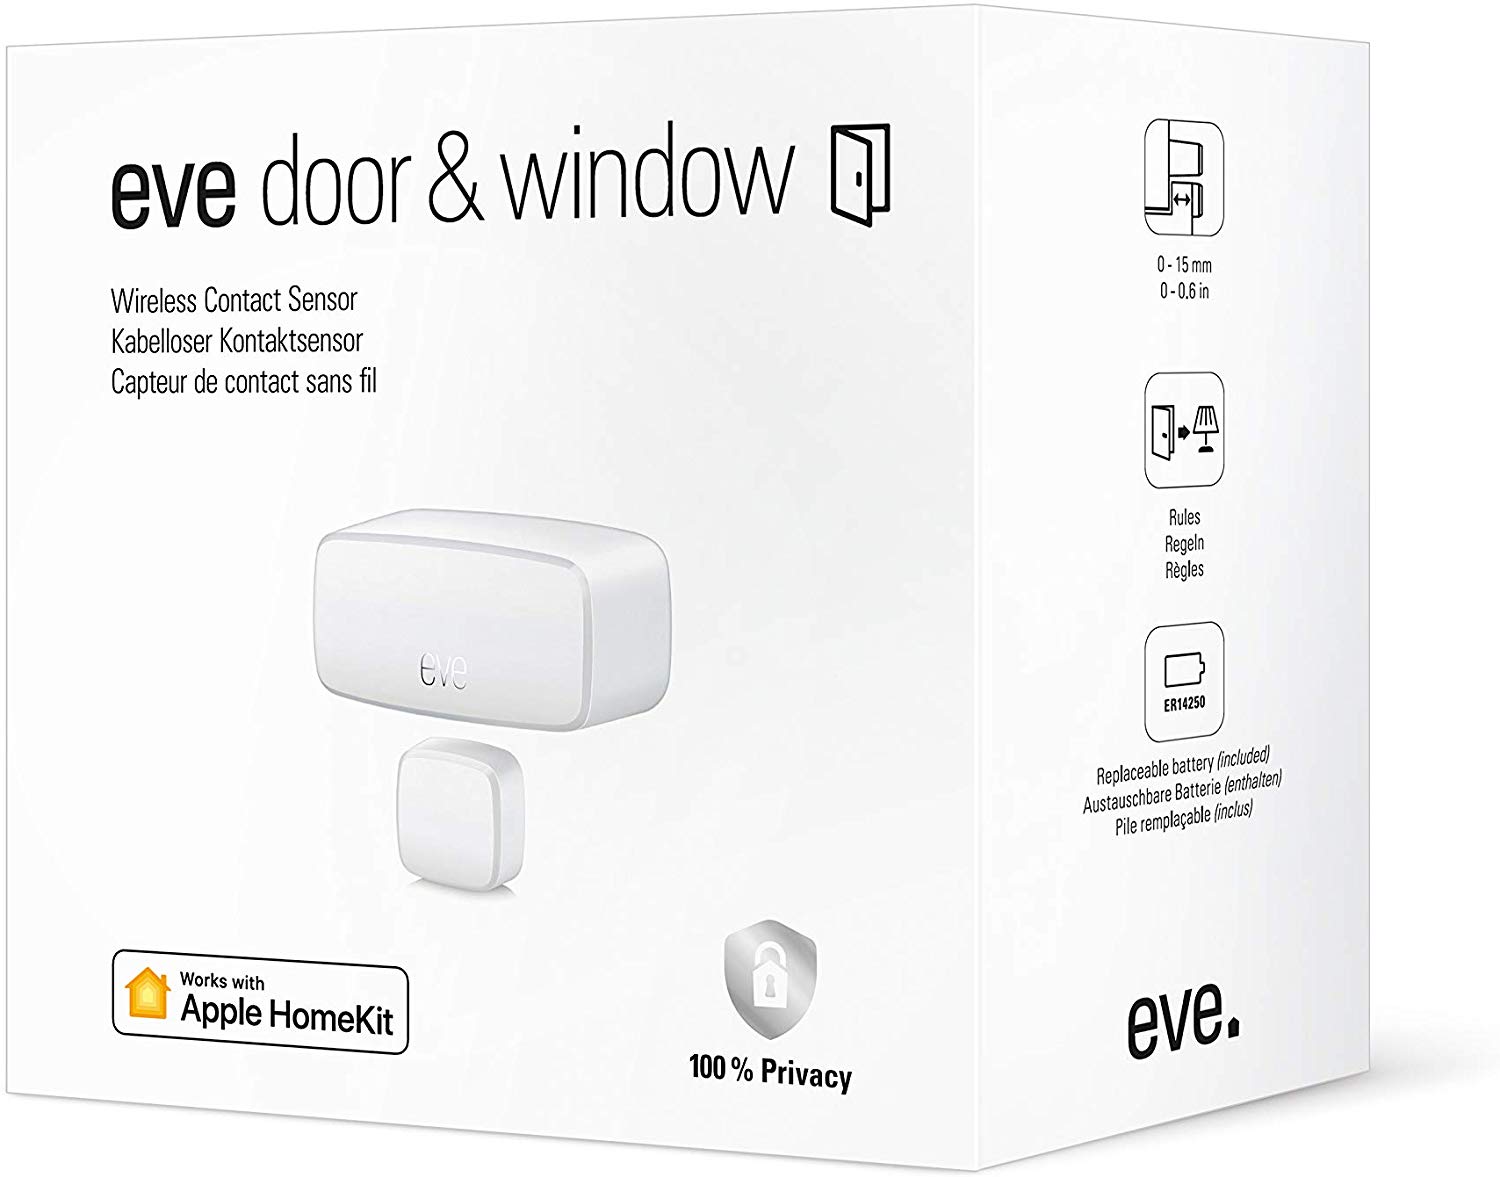 eve door & window
Wireless Contact Sensor
Kabelloser Kontaktsensor
Capteur de contact sans fil
eve
Works with
Apple HomeKit
100 % Privacy
0 - 15 mm
0 - 0.6 in
Rules
Regeln
Règles
ER14250
Replaceable battery (included)
Austauschbare Batterie (enthalten)
Pile remplaçable (inclus)
eve.